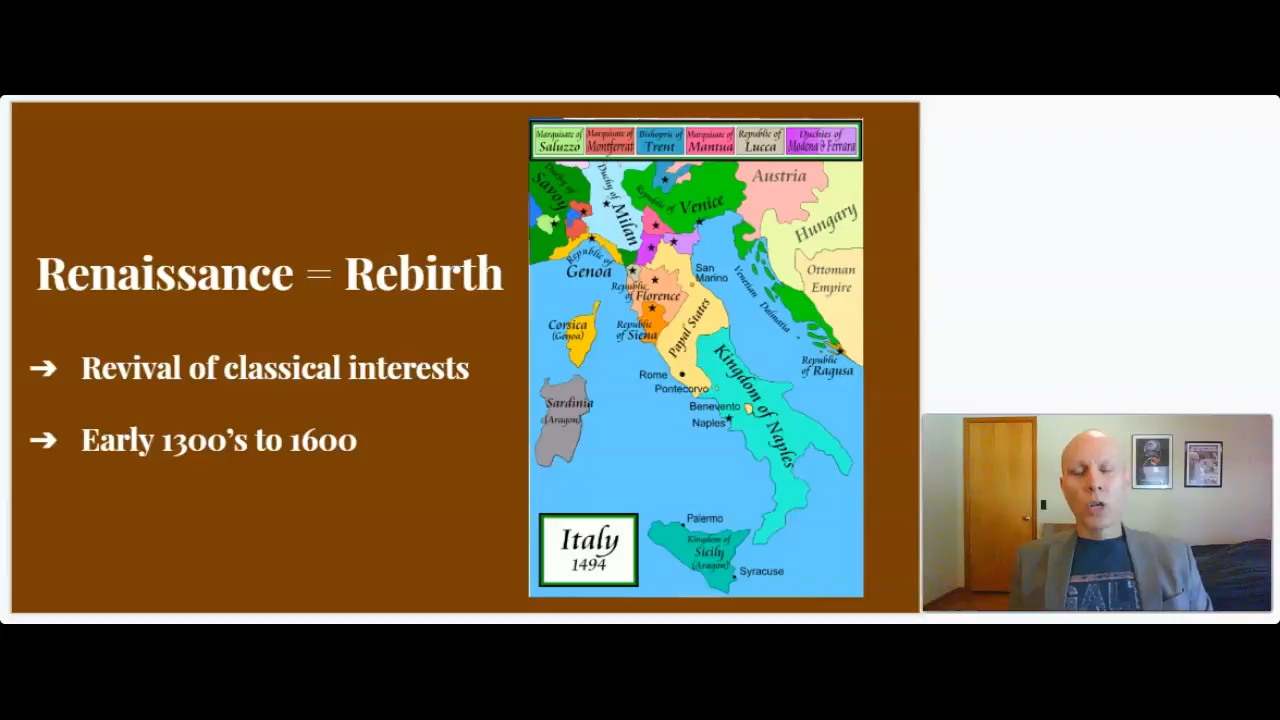 Renaissance = Rebirth
➔ Revival of classical interests
➔ Early 1300's to 1600
Marquisate of
Saluzzo
Marquisate of
Montferrat
Bishopric of
Trent
Marquisate of
Mantua
Republic of
Lucca
Duchies of
Modena & Ferrara
Duchy of
Savoy
Duchy of
Milan
Republic of
Venice
Austria
Hungary
Ottoman
Empire
Republic of
Genoa
San
Marino
Venetian
Dalmatia
Republic
of Florence
Republic
of Siena
Papal States
Corsica
(Genoa)
Republic
of Ragusa
Rome
Pontecorvo
Kingdom of Naples
Benevento
Naples
Sardinia
(Aragon)
Palermo
Kingdom of
Sicily
(Aragon)
Syracuse
Italy
1494